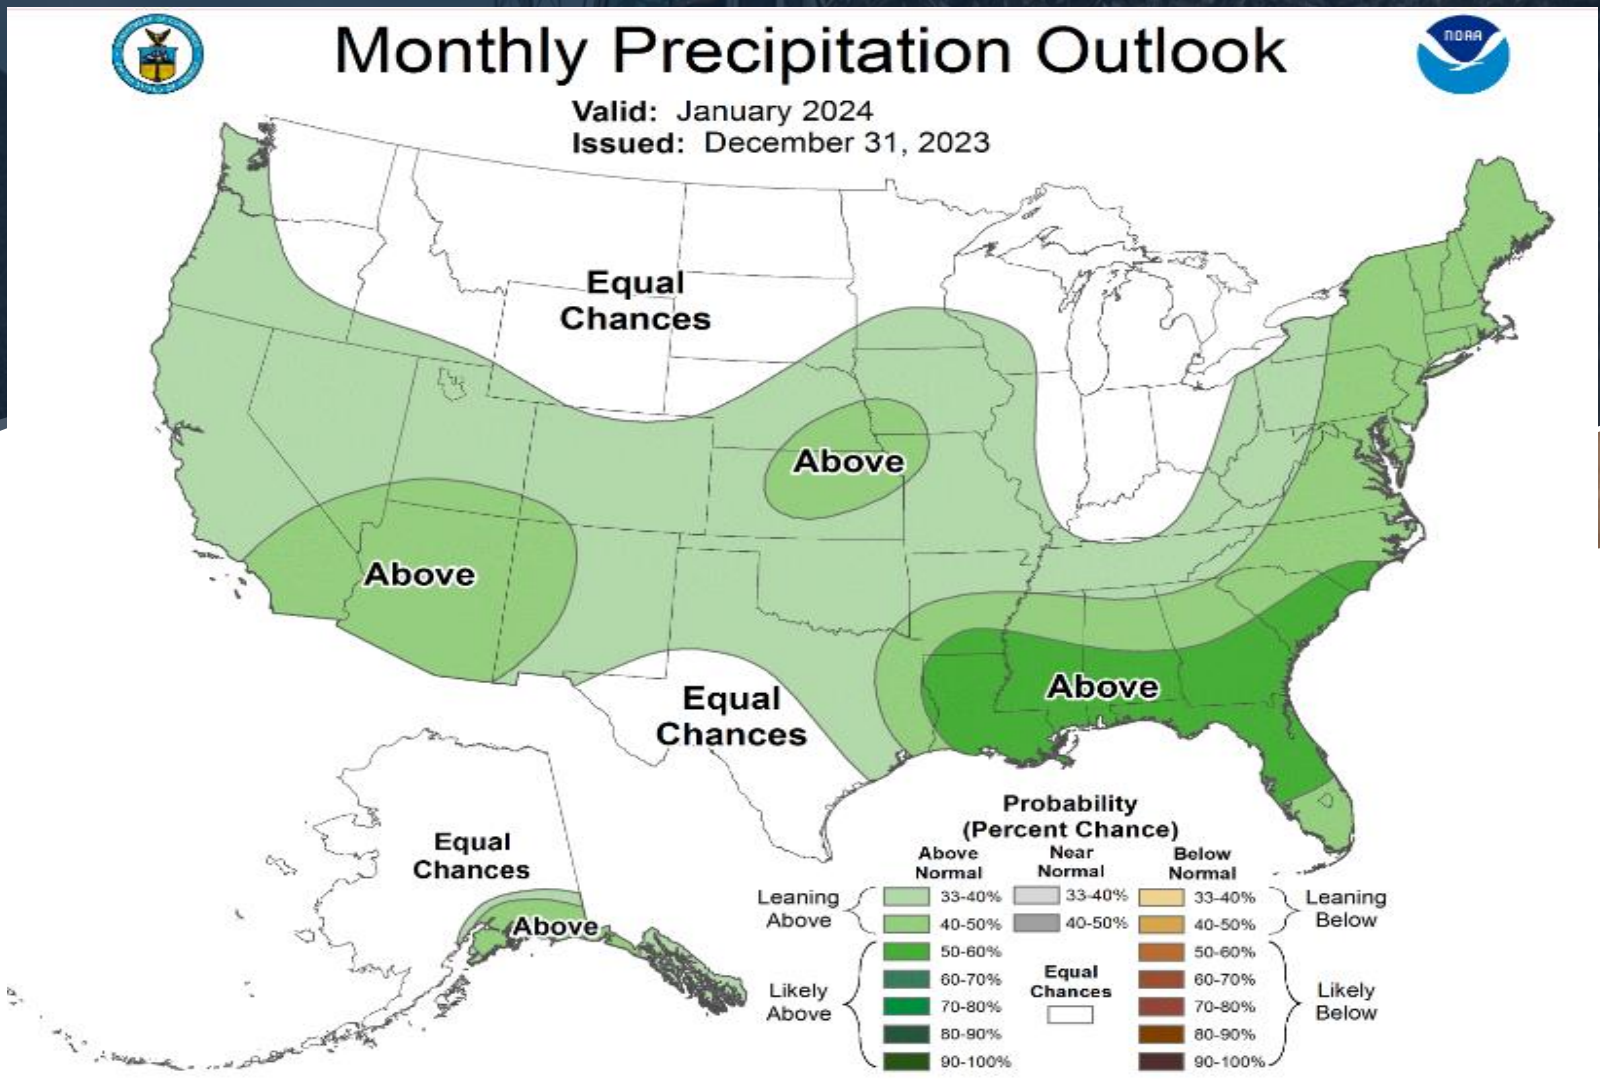 Monthly Precipitation Outlook
NOAA
Valid: January 2024
Issued: December 31, 2023
Equal
Chances
Above
Above
Equal
Chances
Above
Equal
Chances
Above
Probability
(Percent Chance)
Above
Normal
Near
Normal
Below
Normal
Leaning
Above
33-40%
40-50%
33-40%
40-50%
33-40%
40-50%
Leaning
Below
Likely
Above
50-60%
60-70%
70-80%
80-90%
90-100%
Equal
Chances
50-60%
60-70%
70-80%
80-90%
90-100%
Likely
Below